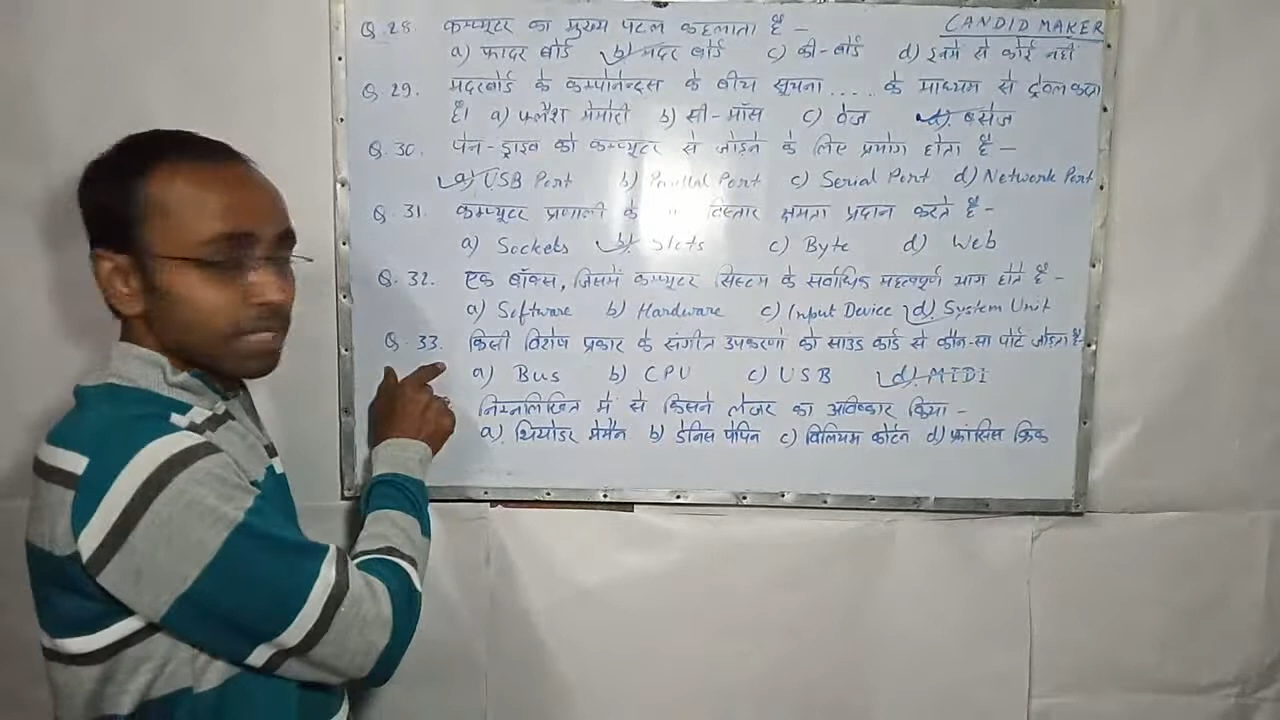 Q.28. कम्प्यूटर का मुख्य पटल कहलाता है - CANDID MAKER
a) फादर बोर्ड b) मदर बोर्ड c) की-बोर्ड d) इनमे से कोई नही
Q.29. मदरबोर्ड के कम्पोनेन्ट्स के बीच सूचना .... के माध्यम से ट्रेवल करता
है। a) फ्लैश मेमोरी b) सी-मॉस c) वेज d) बसेज
Q.30. पेन-ड्राइव को कम्प्यूटर से जोड़ने के लिए प्रयोग होता है -
a) USB Port b) Parallel Port c) Serial Port d) Network Port
Q.31. कम्प्यूटर प्रणाली के " विस्तार क्षमता प्रदान करते है -
a) Sockets b) Slots c) Byte d) Web
Q.32. एक बॉक्स, जिसमें कम्प्यूटर सिस्टम के सर्वाधिक महत्वपूर्ण भाग होते है -
a) Software b) Hardware c) Input Device d) System Unit
Q.33. किसी विशेष प्रकार के संगीत उपकरणो को साउंड कार्ड से कौन-सा पोर्ट जोड़ता है-
a) Bus b) CPU c) USB d) MIDI
निम्नलिखित में से किसने लेजर का आविष्कार किया -
a) थियोडर मेमैन b) डेनिस पेपिन c) विलियम कोर्टन d) फ्रांसिस क्रिक